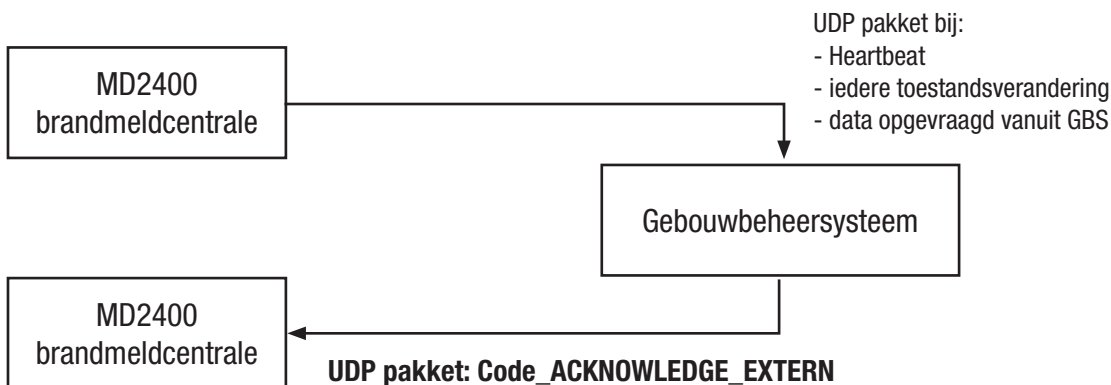 UDP pakket bij:
- Heartbeat
- iedere toestandsverandering
- data opgevraagd vanuit GBS
MD2400
brandmeldcentrale
Gebouwbeheersysteem
MD2400
brandmeldcentrale
UDP pakket: Code_ACKNOWLEDGE_EXTERN